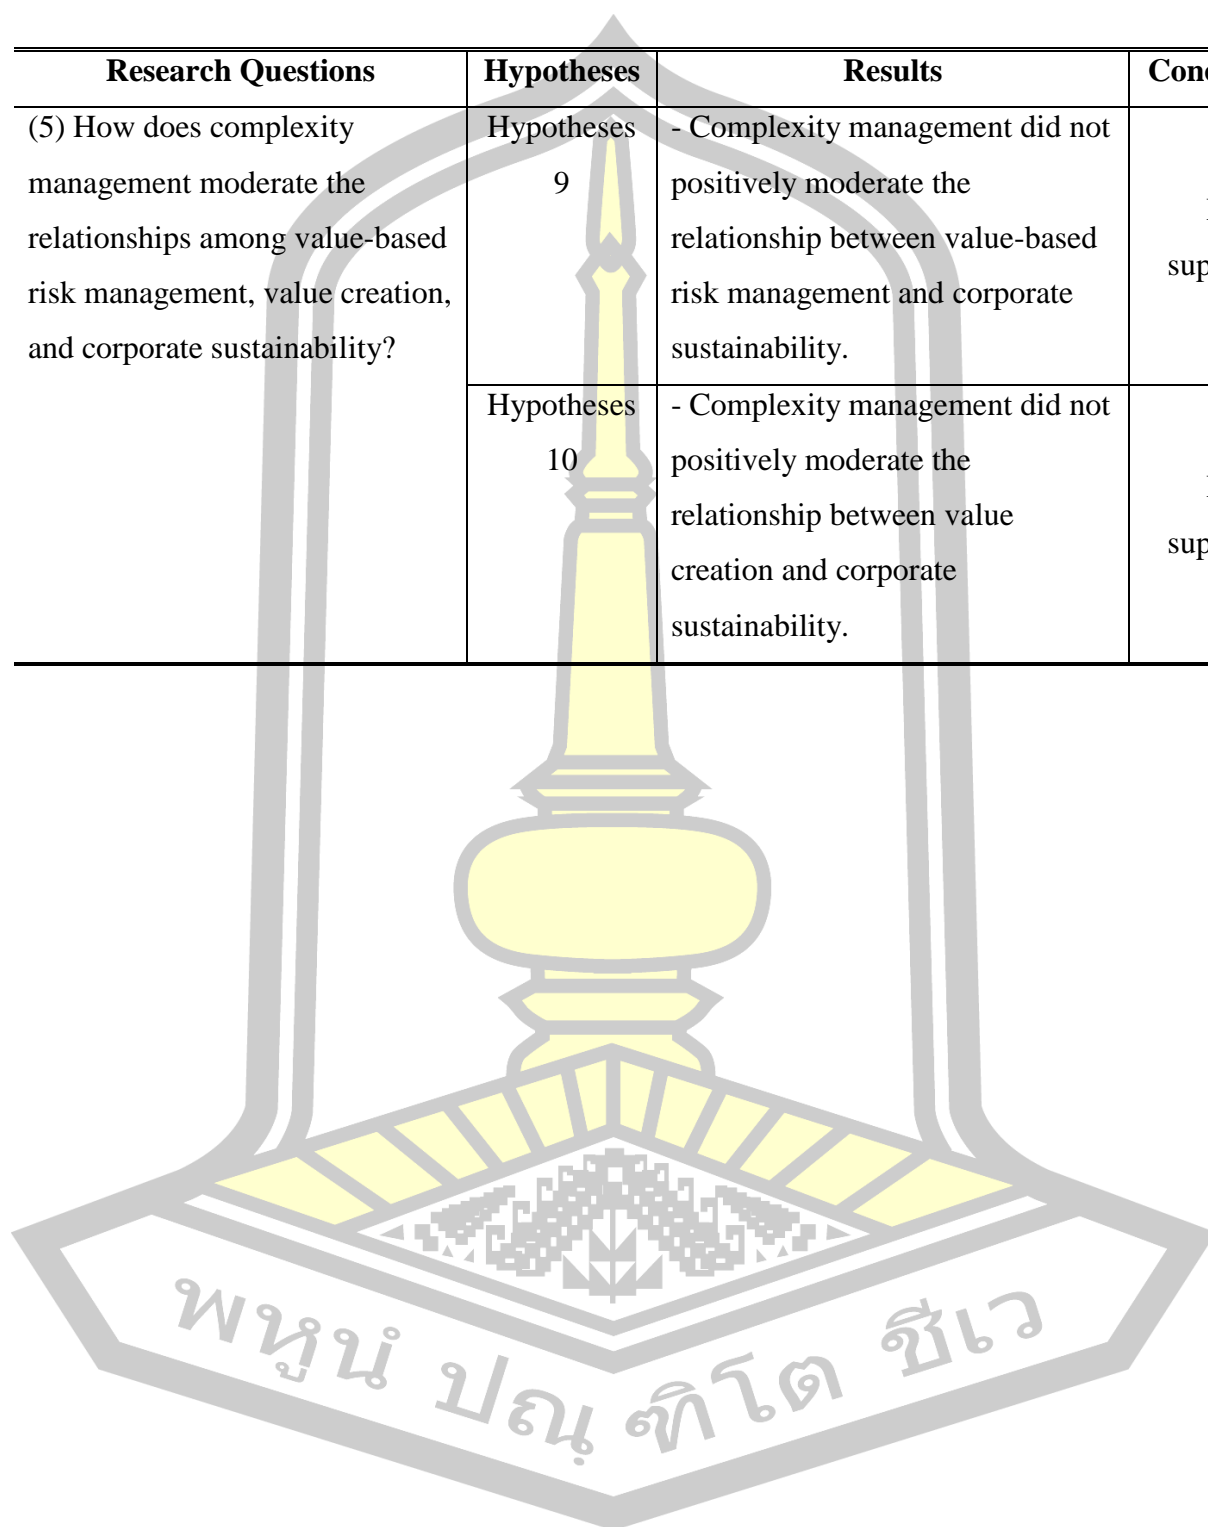 Research Questions Hypotheses Results
(5) How does complexity
management moderate the
relationships among value-based
risk management, value creation,
and corporate sustainability?
Hypotheses
9
- Complexity management did not
positively moderate the
relationship between value-based
risk management and corporate
sustainability.
Hypotheses
10
- Complexity management did not
positively moderate the
relationship between value
creation and corporate
sustainability.
พหูนํ ปณฺฑิโต ชีเว